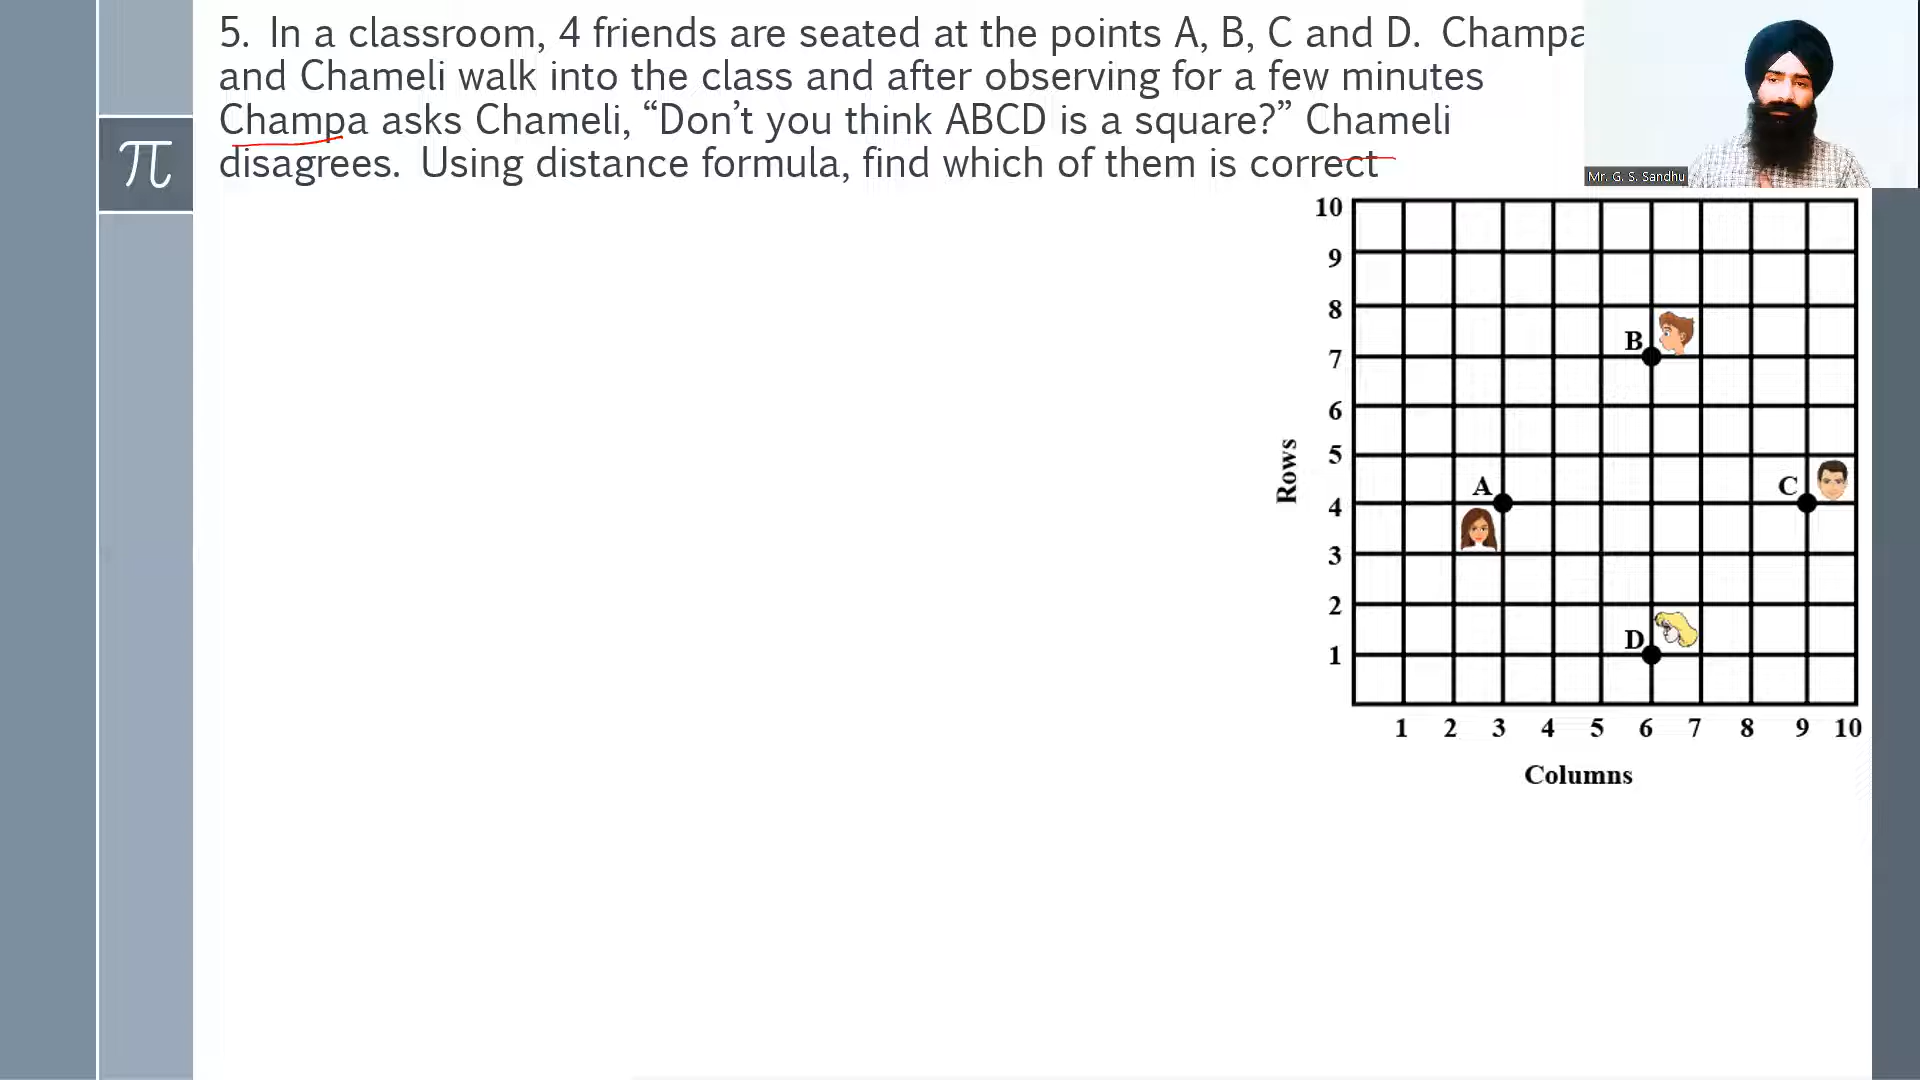 5. In a classroom, 4 friends are seated at the points A, B, C and D. Champa
and Chameli walk into the class and after observing for a few minutes
Champa asks Chameli, “Don’t you think ABCD is a square?” Chameli
disagrees. Using distance formula, find which of them is correct
π
Mr. G. S. Sandhu
10
9
8
B
7
6
5
Rows
A
C
4
3
2
D
1
1 2 3 4 5 6 7 8 9 10
Columns